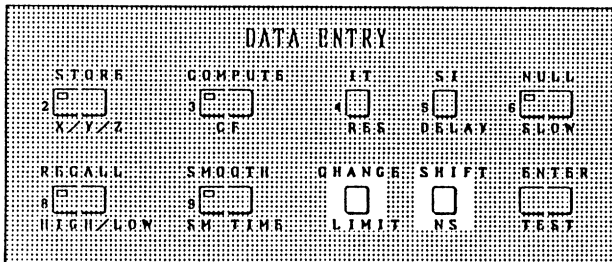 DATA ENTRY
STORE COMPUTE IT SI NULL
2 3 4 5 6
X/Y/Z CF RES DELAY SLOW
RECALL SMOOTH CHANGE SHIFT ENTER
8 9
HIGH/LOW SM TIME LIMIT NS TEST